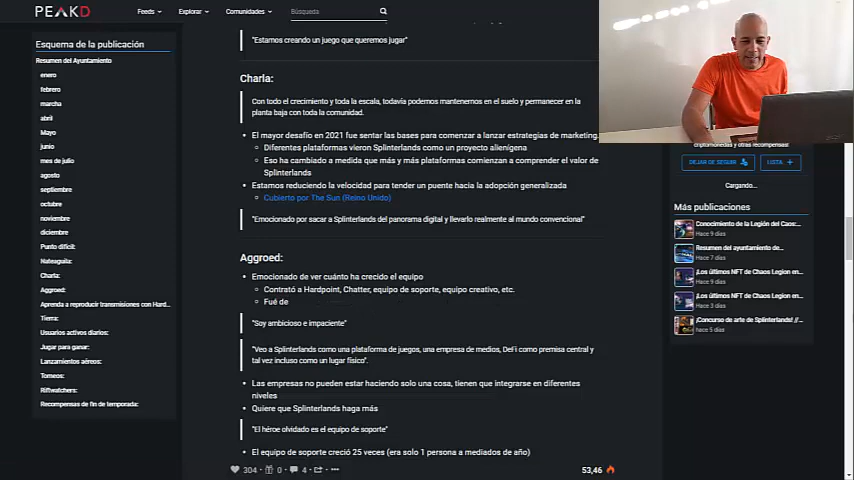 PEAKD
Feeds
Explorar
Comunidades
Búsqueda
Esquema de la publicación
Resumen del Ayuntamiento
enero
febrero
marcha
abril
Mayo
junio
mes de julio
agosto
septiembre
octubre
noviembre
diciembre
Punto difícil:
Nateaguila:
Charla:
Aggroed:
Aprenda a reproducir transmisiones con Hard...
Tierra:
Usuarios activos diarios:
Jugar para ganar:
Lanzamientos aéreos:
Torneos:
Riftwatchers:
Recompensas de fin de temporada:
"Estamos creando un juego que queremos jugar"
Charla:
Con todo el crecimiento y toda la escala, todavía podemos mantenernos en el suelo y permanecer en la
planta baja con toda la comunidad.
El mayor desafío en 2021 fue sentar las bases para comenzar a lanzar estrategias de marketing.
Diferentes plataformas vieron Splinterlands como un proyecto alienígena
Eso ha cambiado a medida que más y más plataformas comienzan a comprender el valor de
Splinterlands
Estamos reduciendo la velocidad para tender un puente hacia la adopción generalizada
Cubierto por The Sun (Reino Unido)
"Emocionado por sacar a Splinterlands del panorama digital y llevarlo realmente al mundo convencional"
Aggroed:
Emocionado de ver cuánto ha crecido el equipo
Contrató a Hardpoint, Chatter, equipo de soporte, equipo creativo, etc.
Fué de
"Soy ambicioso e impaciente"
"Veo a Splinterlands como una plataforma de juegos, una empresa de medios, DeFi como premisa central y
tal vez incluso como un lugar físico".
Las empresas no pueden estar haciendo solo una cosa, tienen que integrarse en diferentes
niveles
Quiere que Splinterlands haga más
"El héroe olvidado es el equipo de soporte"
El equipo de soporte creció 25 veces (era solo 1 persona a mediados de año)
304 · 0 · 4 ·
53,46
criptomonedas y otras recompensas!
DEJAR DE SEGUIR
LISTA +
Cargando...
Más publicaciones
Conocimiento de la Legión del Caos:...
Hace 9 días
Resumen del ayuntamiento de...
Hace 7 días
¡Los últimos NFT de Chaos Legion en...
Hace 9 días
¡Los últimos NFT de Chaos Legion en...
Hace 3 días
¡Concurso de arte de Splinterlands! //...
hace 5 días